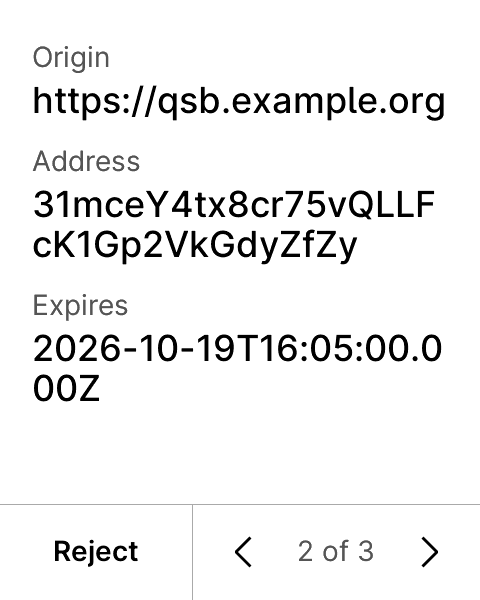 Origin
https://qsb.example.org
Address
31mceY4tx8cr75vQLLF
cK1Gp2VkGdyZfZy
Expires
2026-10-19T16:05:00.0
00Z
Reject
2 of 3